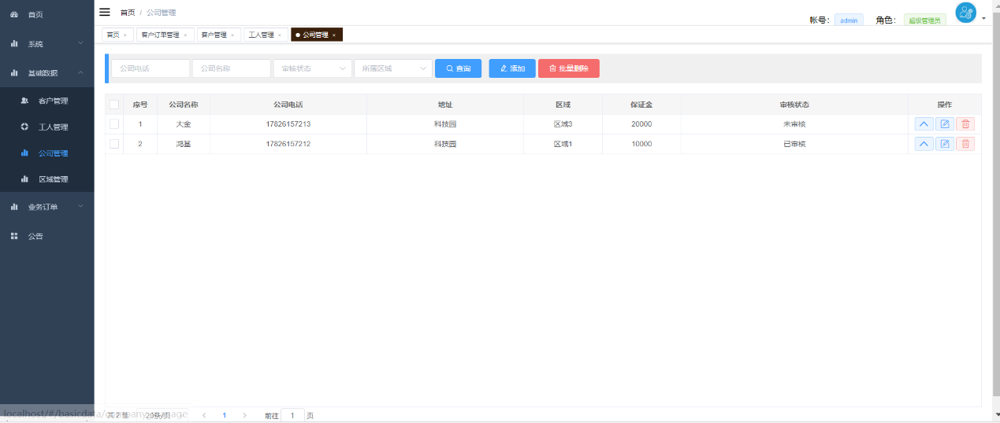 首页
系统
基础数据
客户管理
工人管理
公司管理
区域管理
业务订单
公告
首页 / 公司管理
帐号： admin 角色： 超级管理员
首页 × 客户订单管理 × 客户管理 × 工人管理 × 公司管理 ×
公司电话 公司名称 审核状态 所属区域 查询 添加 批量删除
序号 公司名称 公司电话 地址 区域 保证金 审核状态 操作
1 大金 17826157213 科技园 区域3 20000 未审核
2 鸿基 17826157212 科技园 区域1 10000 已审核
共 2 条 20条/页 1 前往 1 页
localhost/#/basicdata/company_manage